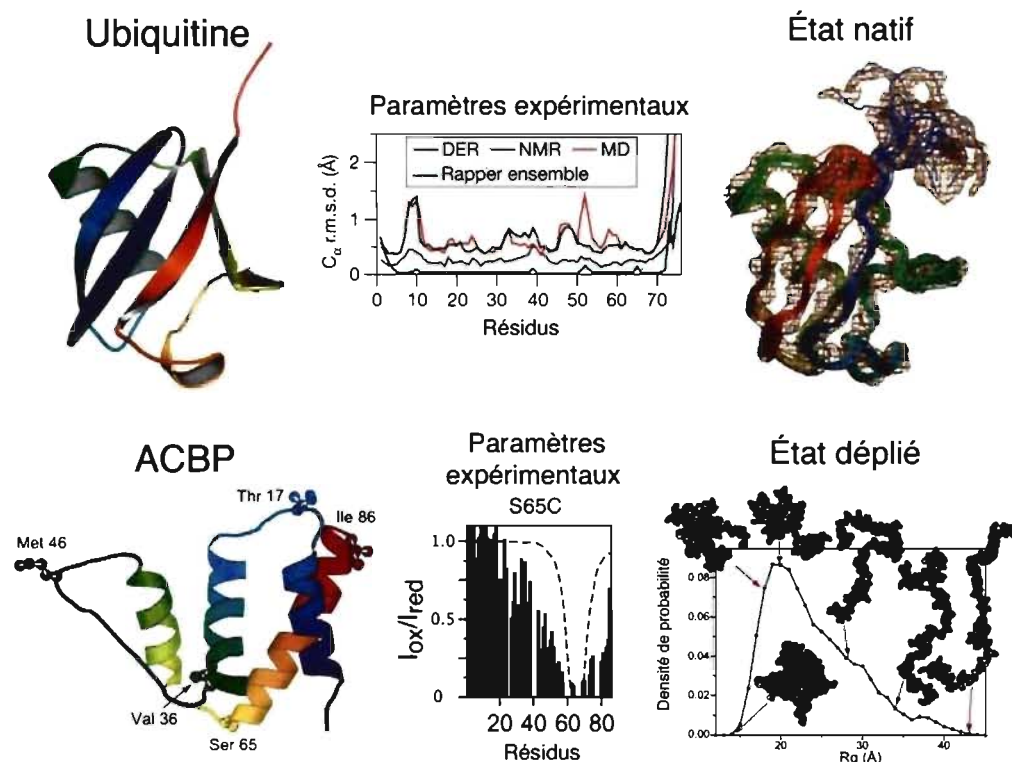 Ubiquitine
État natif
Paramètres expérimentaux
DER NMR MD
Rapper ensemble
Cα r.m.s.d. (Å)
2
1
0
0 10 20 30 40 50 60 70
Résidus
ACBP
Thr 17
Ile 86
Met 46
Val 36
Ser 65
Paramètres
expérimentaux
S65C
Iox/Ired
1.0
0.5
0
20 40 60 80
Résidus
État déplié
Densité de probabilité
0.08
0.06
0.04
0.02
0.00
20 30 40
Rg (Å)